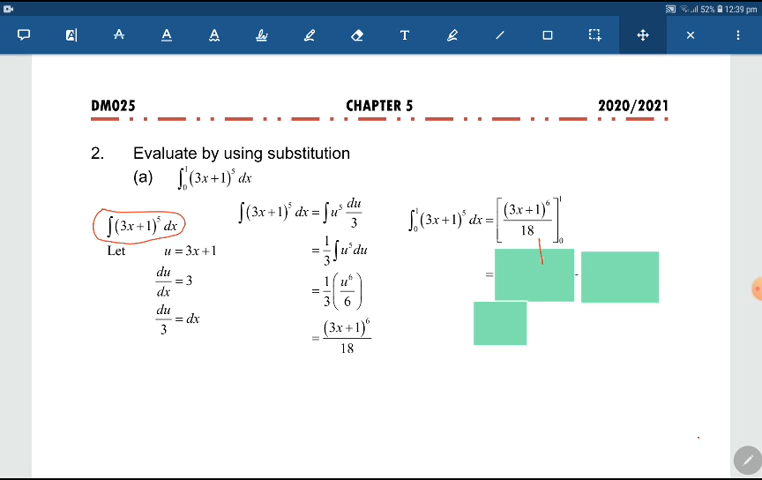 52% 12:39 pm
DM025 CHAPTER 5 2020/2021
2. Evaluate by using substitution
(a) ∫₀¹(3x+1)⁵ dx
∫(3x+1)⁵ dx
Let u = 3x+1
du/dx = 3
du/3 = dx
∫(3x+1)⁵ dx = ∫u⁵ du/3
= 1/3 ∫u⁵ du
= 1/3 (u⁶/6)
= (3x+1)⁶/18
∫₀¹(3x+1)⁵ dx = [(3x+1)⁶/18]₀¹
= -